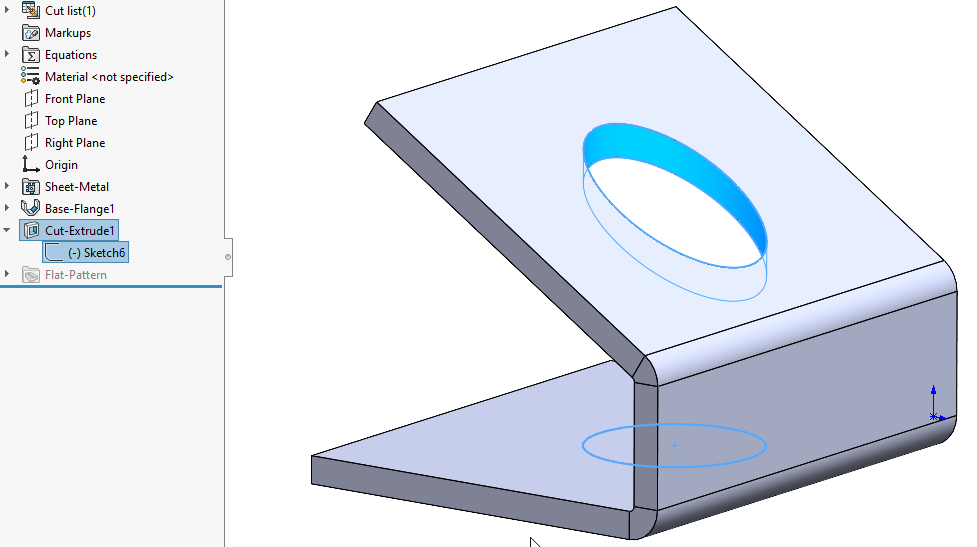 Cut list(1)
Markups
Equations
Material <not specified>
Front Plane
Top Plane
Right Plane
Origin
Sheet-Metal
Base-Flange1
Cut-Extrude1
(-) Sketch6
Flat-Pattern